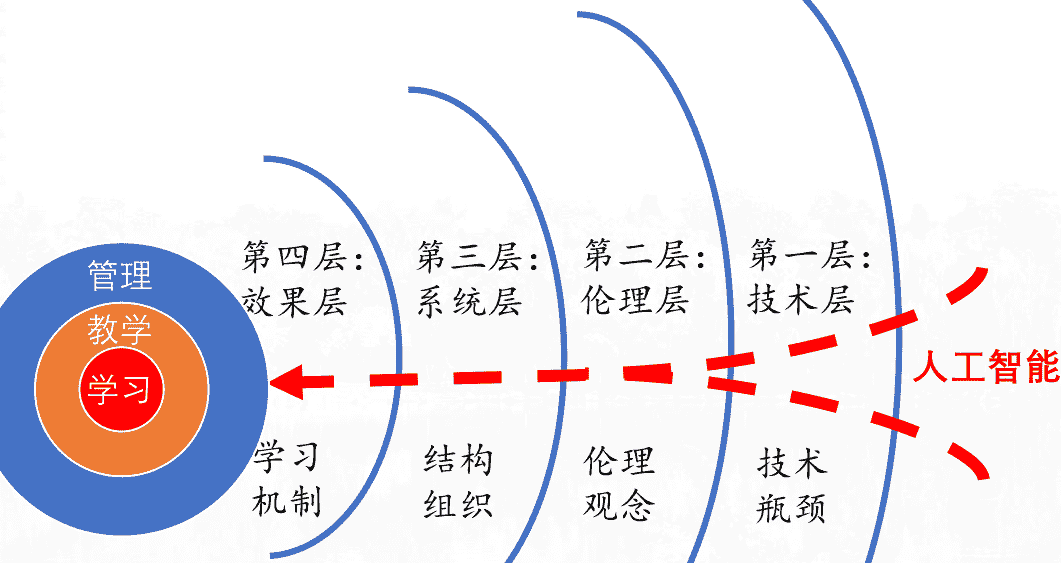 管理
教学
学习
第四层：
效果层
第三层：
系统层
第二层：
伦理层
第一层：
技术层
人工智能
学习
机制
结构
组织
伦理
观念
技术
瓶颈